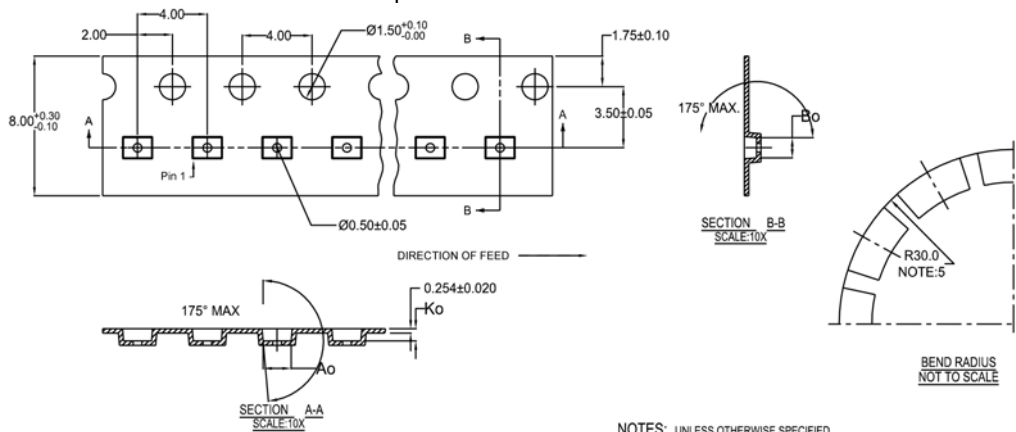 4.00
2.00
4.00
Ø1.50+0.10 -0.00
B
1.75±0.10
8.00+0.30 -0.10
A
A
3.50±0.05
175° MAX.
Bo
Pin 1
B
Ø0.50±0.05
SECTION B-B
SCALE:10X
R30.0
NOTE:5
DIRECTION OF FEED
175° MAX
0.254±0.020
Ko
Ao
BEND RADIUS
NOT TO SCALE
SECTION A-A
SCALE:10X
NOTES: UNLESS OTHERWISE SPECIFIED